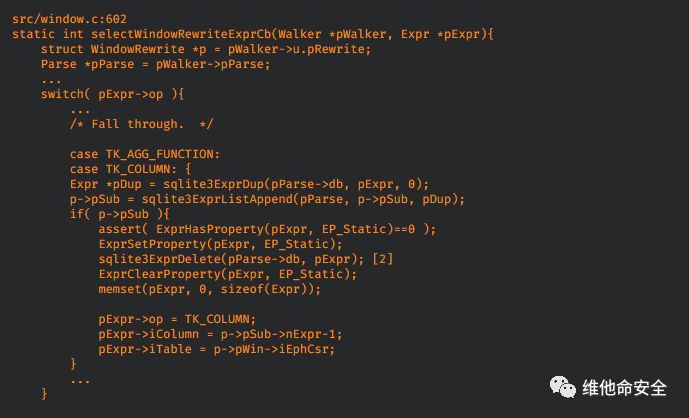 src/window.c:602
static int selectWindowRewriteExprCb(Walker *pWalker, Expr *pExpr){
    struct WindowRewrite *p = pWalker->u.pRewrite;
    Parse *pParse = pWalker->pParse;
    ...
    switch( pExpr->op ){
        ...
        /* Fall through.  */

        case TK_AGG_FUNCTION:
        case TK_COLUMN: {
        Expr *pDup = sqlite3ExprDup(pParse->db, pExpr, 0);
        p->pSub = sqlite3ExprListAppend(pParse, p->pSub, pDup);
        if( p->pSub ){
            assert( ExprHasProperty(pExpr, EP_Static)==0 );
            ExprSetProperty(pExpr, EP_Static);
            sqlite3ExprDelete(pParse->db, pExpr); [2]
            ExprClearProperty(pExpr, EP_Static);
            memset(pExpr, 0, sizeof(Expr));

            pExpr->op = TK_COLUMN;
            pExpr->iColumn = p->pSub->nExpr-1;
            pExpr->iTable = p->pWin->iEphCsr;
        }
        ...
    }
维他命安全